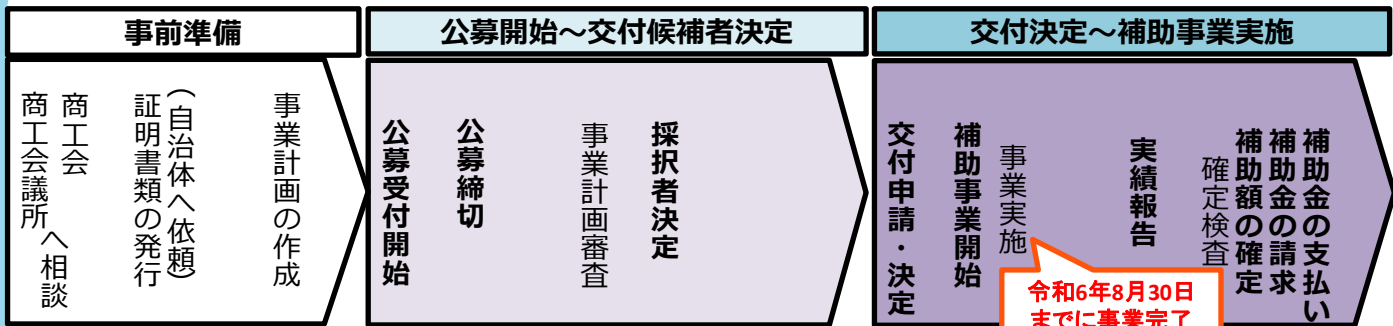 事前準備
公募開始～交付候補者決定
交付決定～補助事業実施
商工会
商工会議所
へ相談
証明書類の発行
（自治体へ依頼）
事業計画の作成
公募受付開始
公募締切
事業計画審査
採択者決定
交付申請・決定
補助事業開始
事業実施
令和6年8月30日
までに事業完了
実績報告
確定検査
補助額の確定
補助金の請求
補助金の支払い